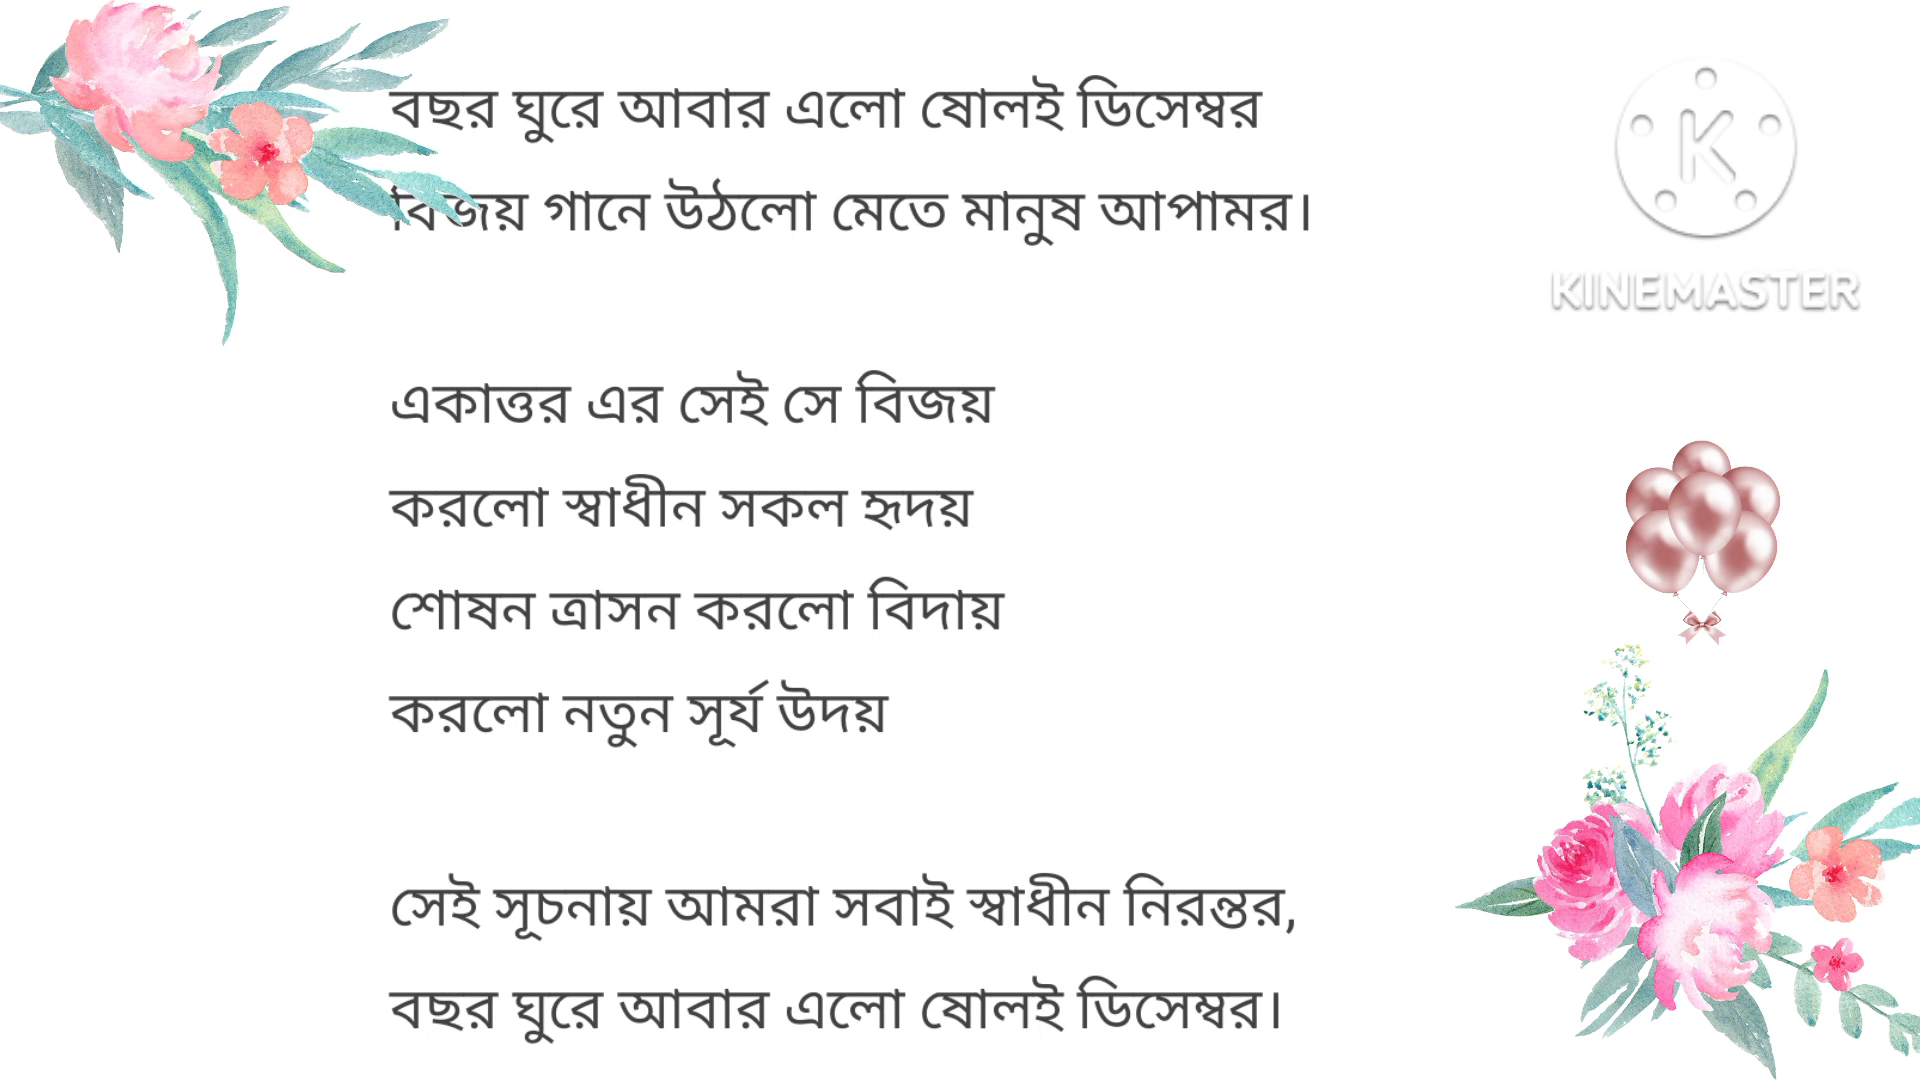 বছর ঘুরে আবার এলো ষোলই ডিসেম্বর
বিজয় গানে উঠলো মেতে মানুষ আপামর।
একাত্তর এর সেই সে বিজয়
করলো স্বাধীন সকল হৃদয়
শোষন ত্রাসন করলো বিদায়
করলো নতুন সূর্য উদয়
সেই সূচনায় আমরা সবাই স্বাধীন নিরন্তর,
বছর ঘুরে আবার এলো ষোলই ডিসেম্বর।
K
KINEMASTER